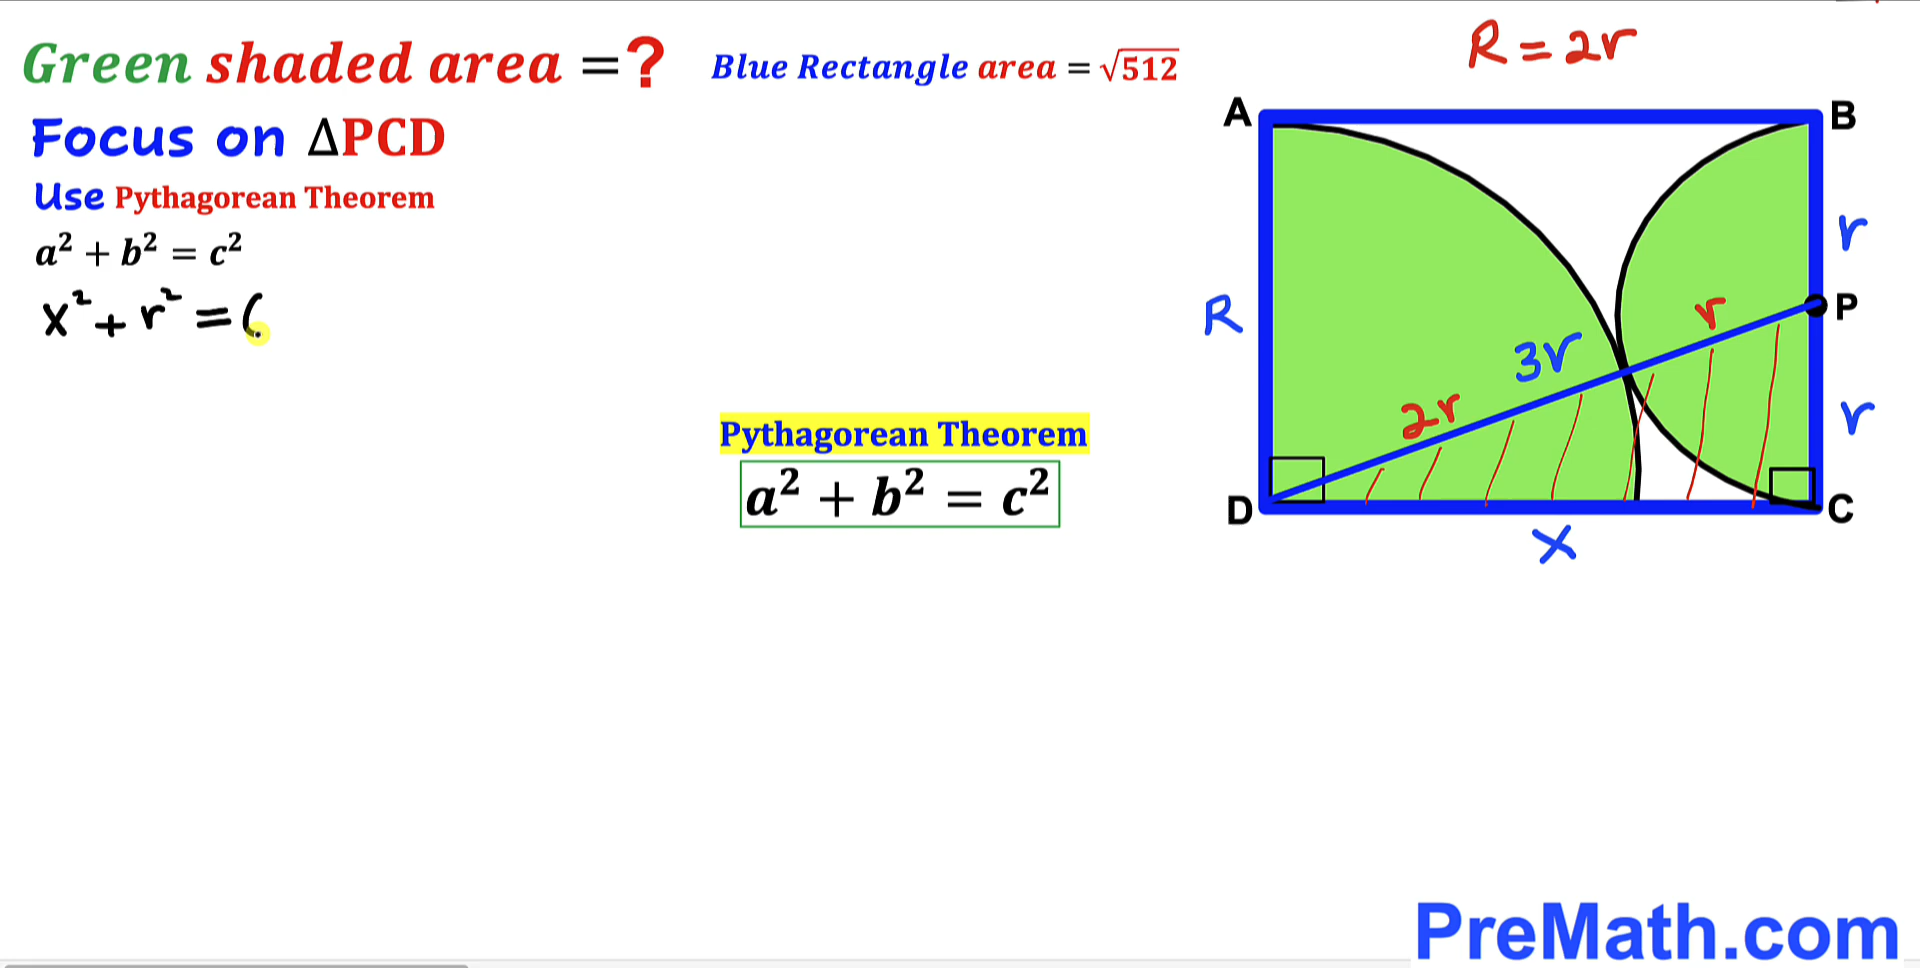 Green shaded area =?
Blue Rectangle area = √512
R = 2r
Focus on ΔPCD
Use Pythagorean Theorem
a² + b² = c²
x² + r² = (
Pythagorean Theorem
a² + b² = c²
A
B
r
R
r
P
3r
2r
r
D
C
x
PreMath.com